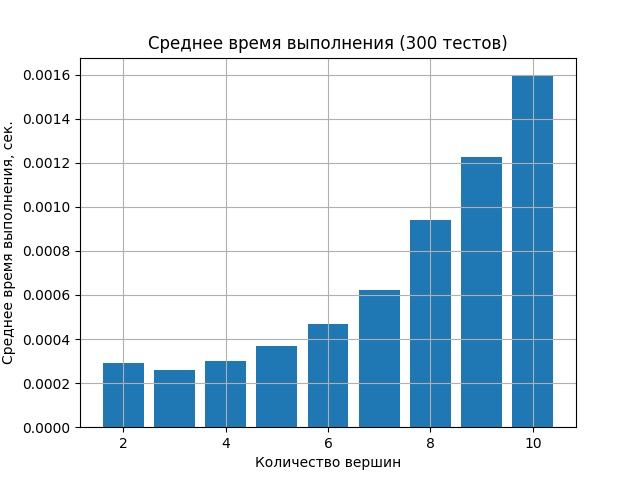 Среднее время выполнения (300 тестов)
Среднее время выполнения, сек.
0.0016
0.0014
0.0012
0.0010
0.0008
0.0006
0.0004
0.0002
0.0000
2 4 6 8 10
Количество вершин